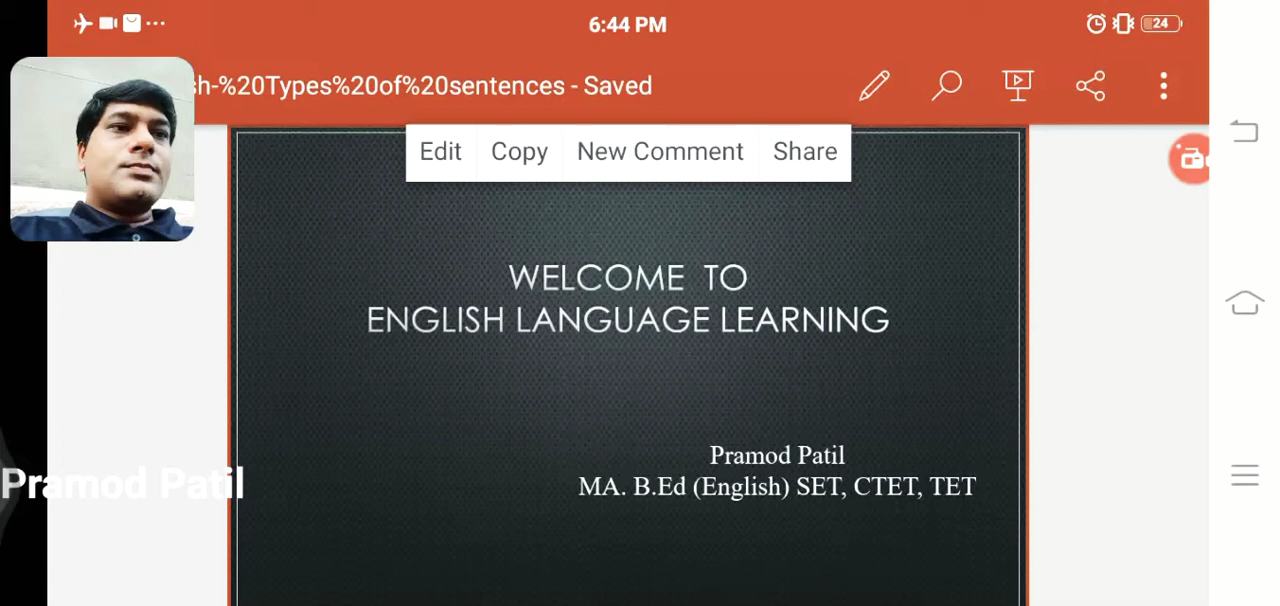 6:44 PM
24
sh-%20Types%20of%20sentences - Saved
Edit Copy New Comment Share
WELCOME TO
ENGLISH LANGUAGE LEARNING
Pramod Patil
MA. B.Ed (English) SET, CTET, TET
Pramod Patil